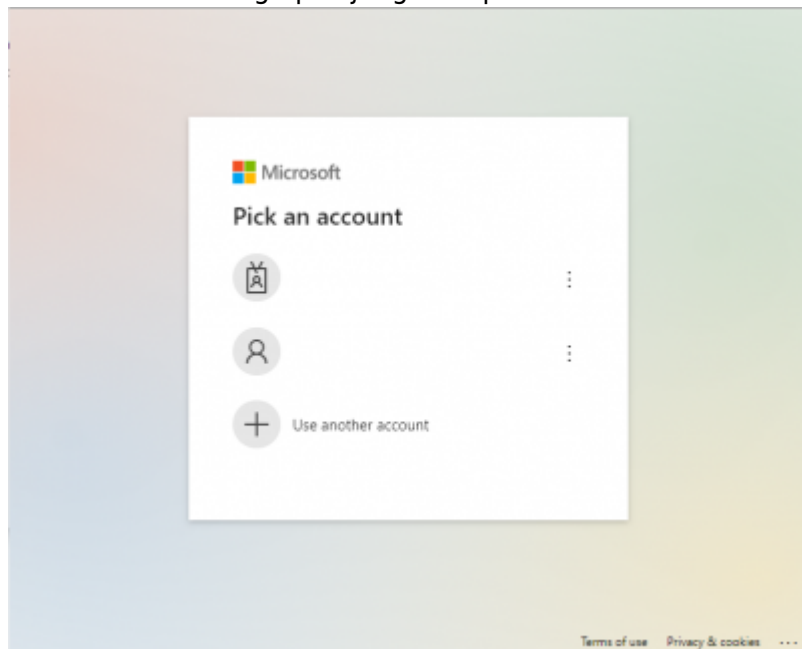 Microsoft
Pick an account
Use another account
Terms of use Privacy & cookies ...